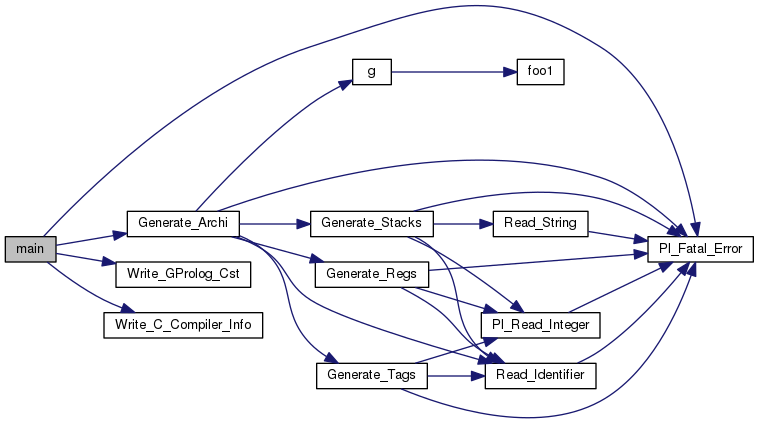 g
foo1
Generate_Archi
Generate_Stacks
Read_String
main
Pl_Fatal_Error
Write_GProlog_Cst
Generate_Regs
Write_C_Compiler_Info
Pl_Read_Integer
Generate_Tags
Read_Identifier